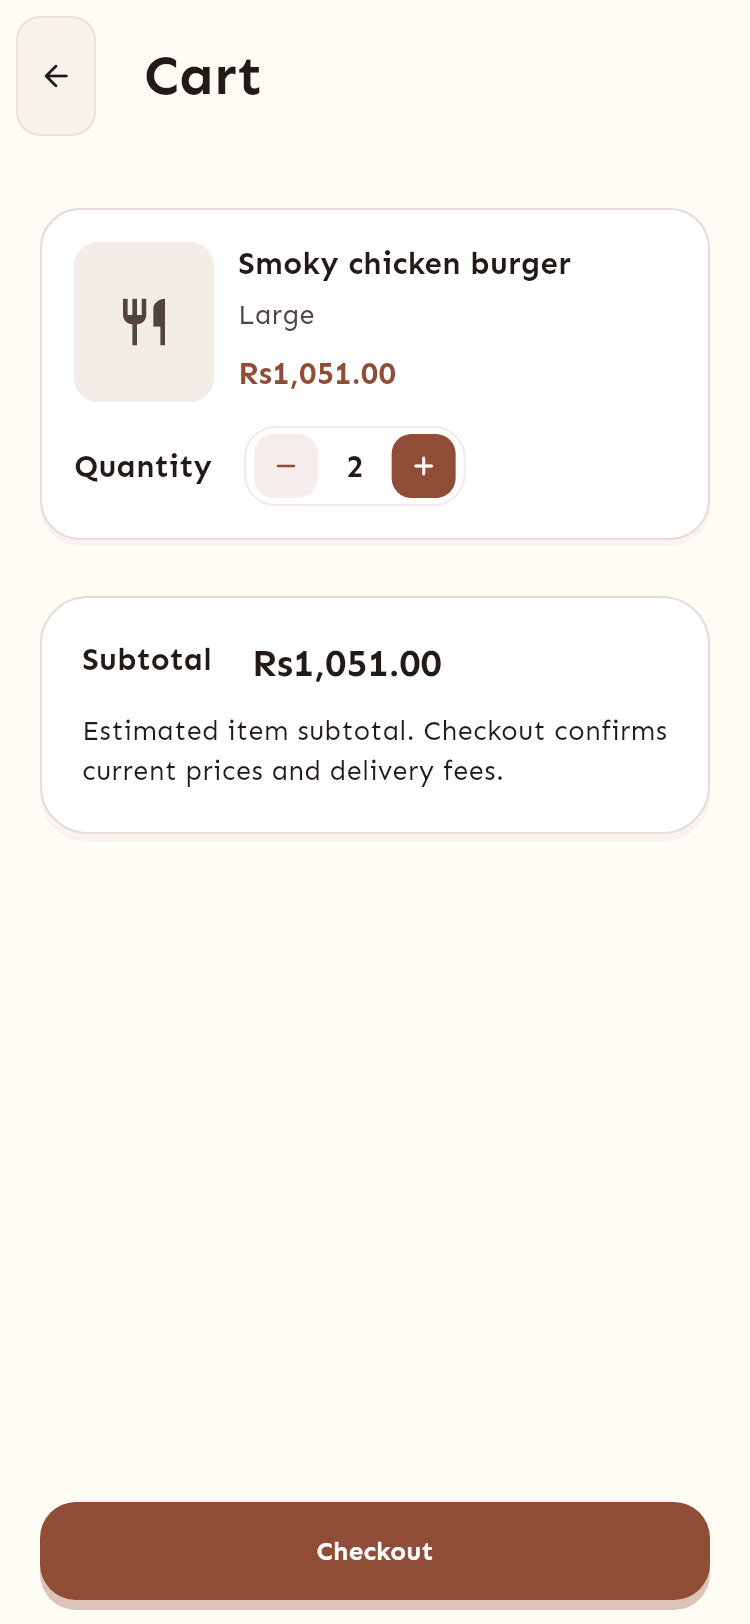 Cart
Smoky chicken burger
Large
Rs1,051.00
Quantity 2
Subtotal Rs1,051.00
Estimated item subtotal. Checkout confirms
current prices and delivery fees.
Checkout